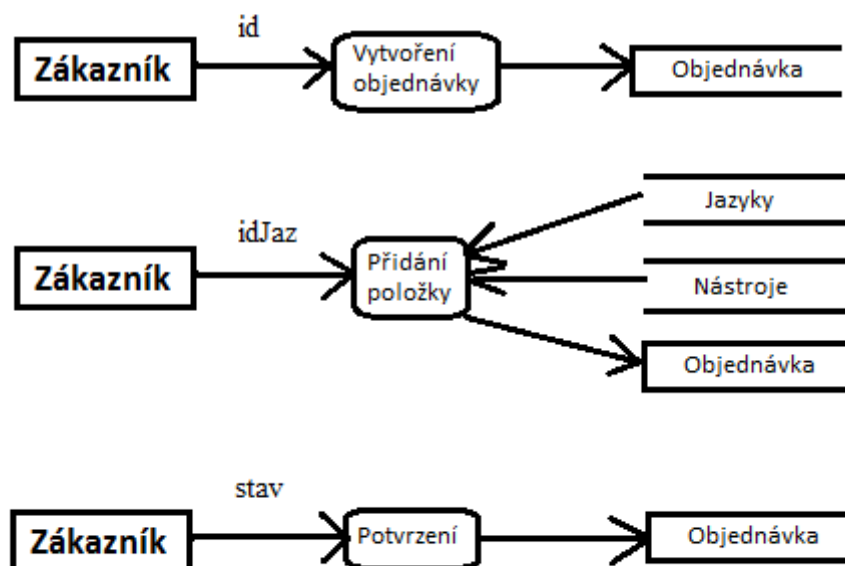 id
Zákazník
Vytvoření
objednávky
Objednávka
Jazyky
idJaz
Zákazník
Přidání
položky
Nástroje
Objednávka
stav
Zákazník
Potvrzení
Objednávka